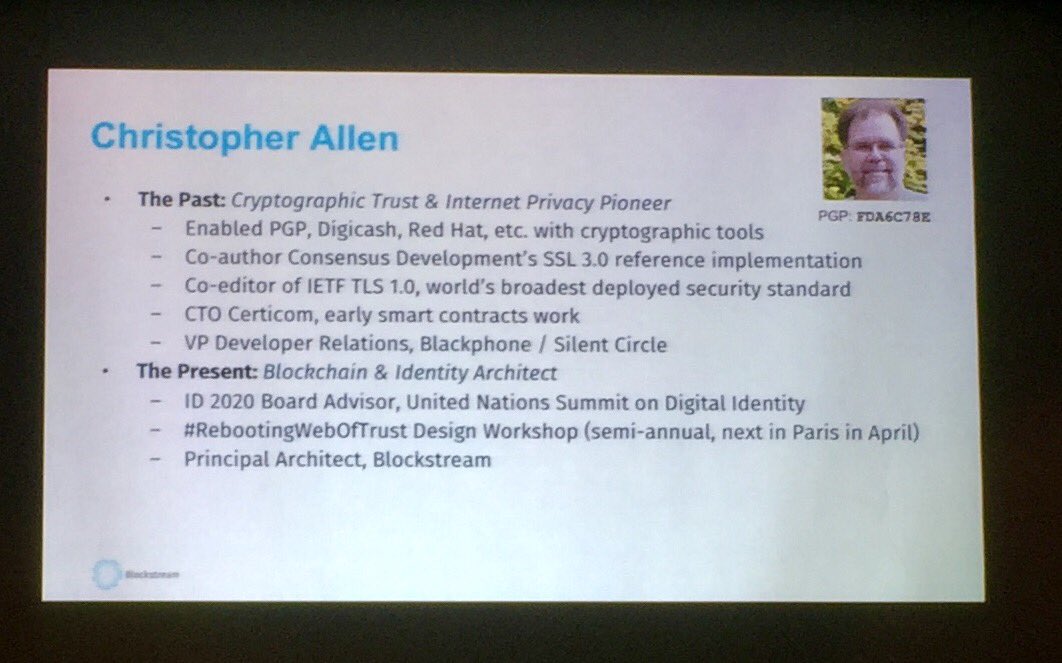 Christopher Allen
PGP: FDA6C78E
• The Past: Cryptographic Trust & Internet Privacy Pioneer
– Enabled PGP, Digicash, Red Hat, etc. with cryptographic tools
– Co-author Consensus Development's SSL 3.0 reference implementation
– Co-editor of IETF TLS 1.0, world's broadest deployed security standard
– CTO Certicom, early smart contracts work
– VP Developer Relations, Blackphone / Silent Circle
• The Present: Blockchain & Identity Architect
– ID 2020 Board Advisor, United Nations Summit on Digital Identity
– #RebootingWebOfTrust Design Workshop (semi-annual, next in Paris in April)
– Principal Architect, Blockstream
Blockstream